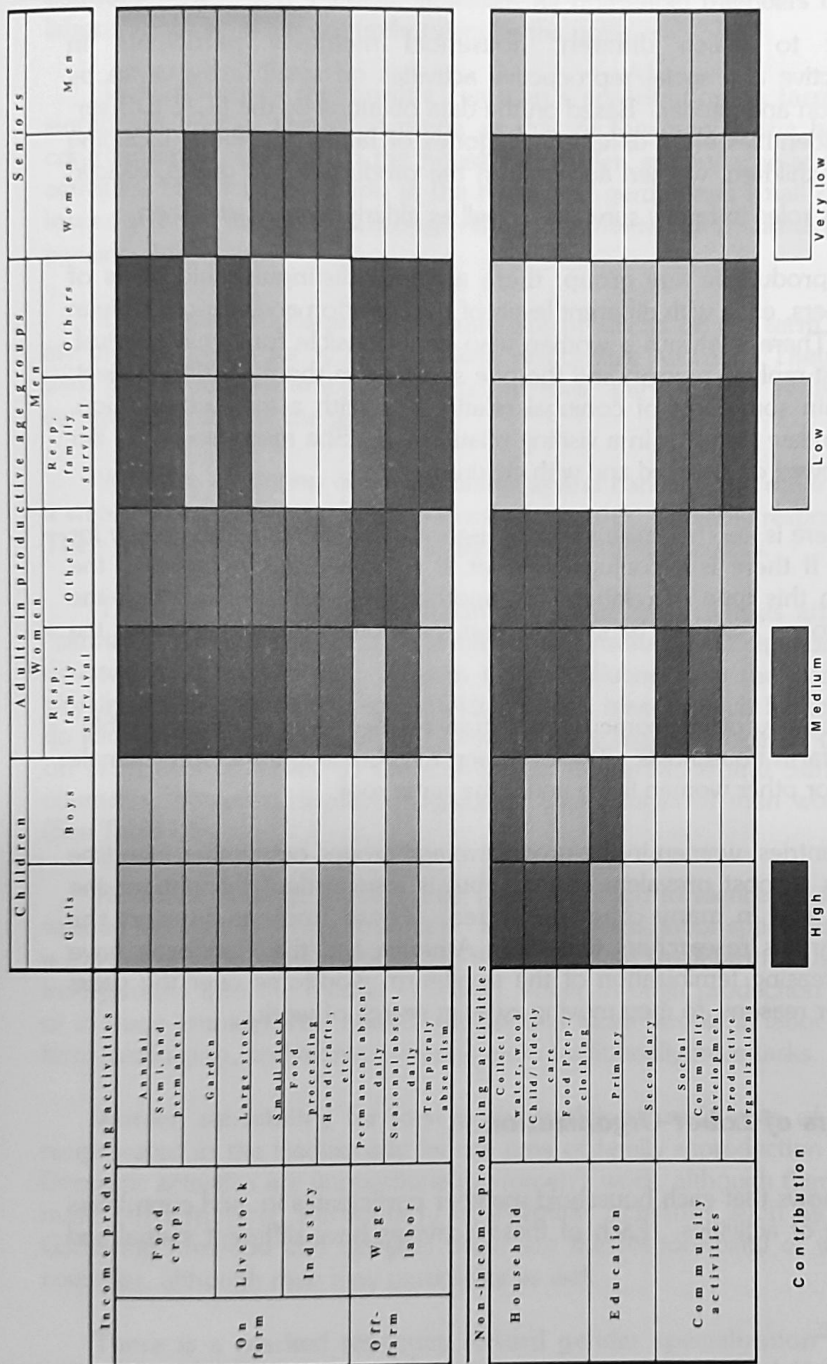 Children Adults in productive age groups Seniors
Women Men
Girls Boys Resp. Others Resp. Others Women Men
family family
survival survival
Income producing activities
On
farm
Food
crops
Annual
Semi. and
permanent
Garden
Livestock
Large stock
Small stock
Industry
Food
processing
Handicrafts,
etc.
Off-
farm
Wage
labor
Permanent absent
daily
Seasonal absent
daily
Temporaly
absentism
Non-income producing activities
Household
Collect
water, wood
Child/elder
care
Food Prep./
clothing
Education
Primary
Secondary
Community
activities
Social
Community
development
Productive
organizations
Contribution High Medium Low Very low